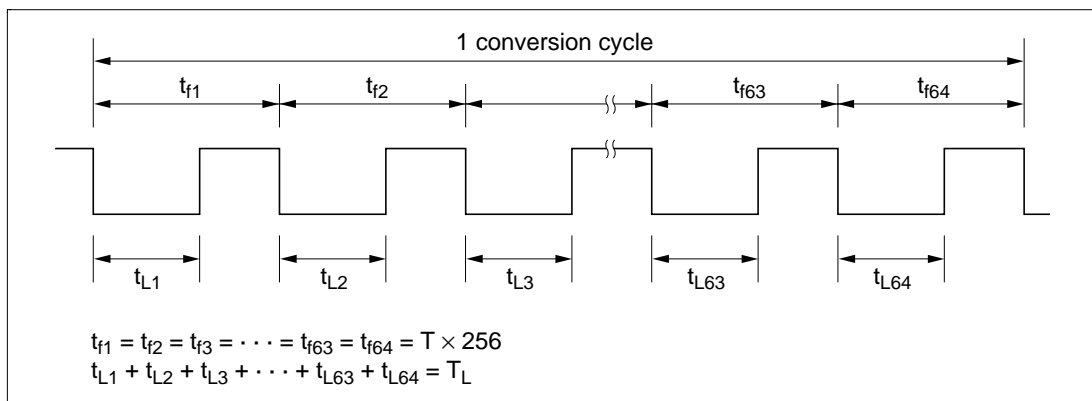 1 conversion cycle
tf1 tf2 tf63 tf64
tL1 tL2 tL3 tL63 tL64
tf1 = tf2 = tf3 = · · · = tf63 = tf64 = T × 256
tL1 + tL2 + tL3 + · · · + tL63 + tL64 = TL